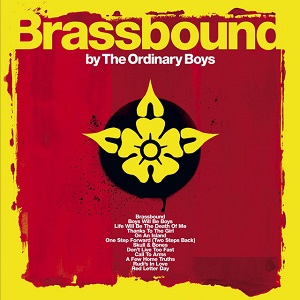 Brassbound
by The Ordinary Boys
Brassbound
Boys Will Be Boys
Life Will Be The Death Of Me
Thanks To The Girl
On An Island
One Step Forward (Two Steps Back)
Skull & Bones
Don't Live Too Fast
Call To Arms
A Few Home Truths
Rudi's In Love
Red Letter Day